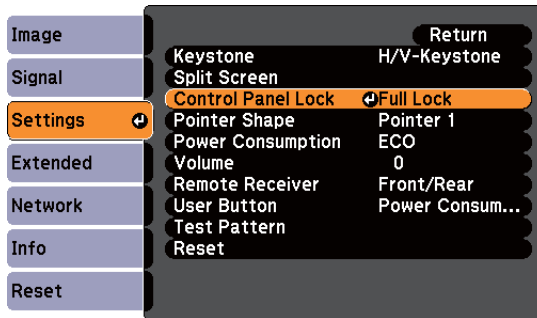 Image
Signal
Settings
Extended
Network
Info
Reset
Return
Keystone H/V-Keystone
Split Screen
Control Panel Lock Full Lock
Pointer Shape Pointer 1
Power Consumption ECO
Volume 0
Remote Receiver Front/Rear
User Button Power Consum...
Test Pattern
Reset